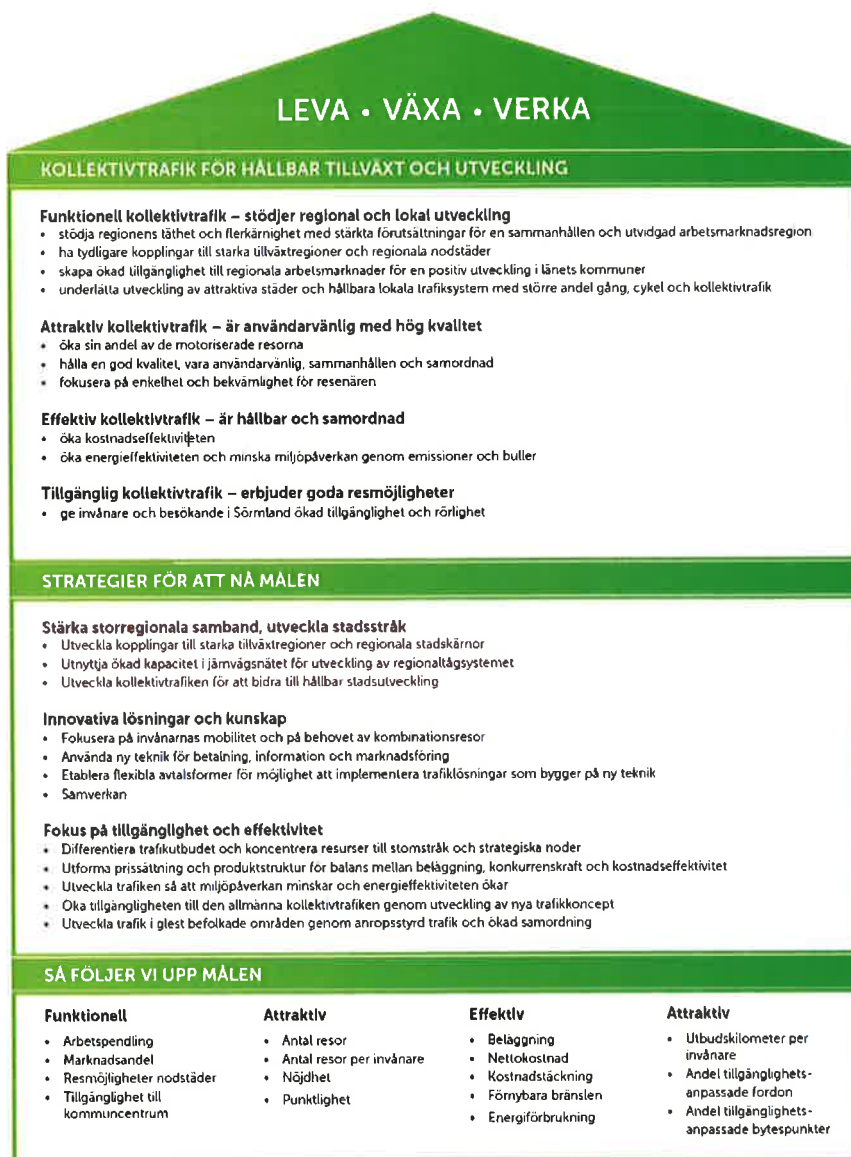 LEVA • VÄXA • VERKA
KOLLEKTIVTRAFIK FÖR HÅLLBAR TILLVÄXT OCH UTVECKLING
Funktionell kollektivtrafik – stödjer regional och lokal utveckling
• stödja regionens täthet och flerkärnighet med stärkta förutsättningar för en sammanhållen och utvidgad arbetsmarknadsregion
• ha tydligare kopplingar till starka tillväxtregioner och regionala nodstäder
• skapa ökad tillgänglighet till regionala arbetsmarknader för en positiv utveckling i länets kommuner
• underlätta utveckling av attraktiva städer och hållbara lokala trafiksystem med större andel gång, cykel och kollektivtrafik
Attraktiv kollektivtrafik – är användarvänlig med hög kvalitet
• öka sin andel av de motoriserade resorna
• hålla en god kvalitet, vara användarvänlig, sammanhållen och samordnad
• fokusera på enkelhet och bekvämlighet för resenären
Effektiv kollektivtrafik – är hållbar och samordnad
• öka kostnadseffektiviteten
• öka energieffektiviteten och minska miljöpåverkan genom emissioner och buller
Tillgänglig kollektivtrafik – erbjuder goda resmöjligheter
• ge invånare och besökande i Sörmland ökad tillgänglighet och rörlighet
STRATEGIER FÖR ATT NÅ MÅLEN
Stärka storregionala samband, utveckla stadsstråk
• Utveckla kopplingar till starka tillväxtregioner och regionala stadskärnor
• Utnyttja ökad kapacitet i järnvägsnätet för utveckling av regionaltågsystemet
• Utveckla kollektivtrafiken för att bidra till hållbar stadsutveckling
Innovativa lösningar och kunskap
• Fokusera på invånarnas mobilitet och på behovet av kombinationsresor
• Använda ny teknik för betalning, information och marknadsföring
• Etablera flexibla avtalsformer för möjlighet att implementera trafiklösningar som bygger på ny teknik
• Samverkan
Fokus på tillgänglighet och effektivitet
• Differentiera trafikutbudet och koncentrera resurser till stomstråk och strategiska noder
• Utforma prissättning och produktstruktur för balans mellan beläggning, konkurrenskraft och kostnadseffektivitet
• Utveckla trafiken så att miljöpåverkan minskar och energieffektiviteten ökar
• Öka tillgängligheten till den allmänna kollektivtrafiken genom utveckling av nya trafikkoncept
• Utveckla trafik i glest befolkade områden genom anropsstyrd trafik och ökad samordning
SÅ FÖLJER VI UPP MÅLEN
Funktionell
• Arbetspendling
• Marknadsandel
• Resmöjligheter nodstäder
• Tillgänglighet till
kommuncentrum
Attraktiv
• Antal resor
• Antal resor per invånare
• Nöjdhet
• Punktlighet
Effektiv
• Beläggning
• Nettokostnad
• Kostnadstäckning
• Förnybara bränslen
• Energiförbrukning
Attraktiv
• Utbudskilometer per
invånare
• Andel tillgänglighets-
anpassade fordon
• Andel tillgänglighets-
anpassade bytespunkter